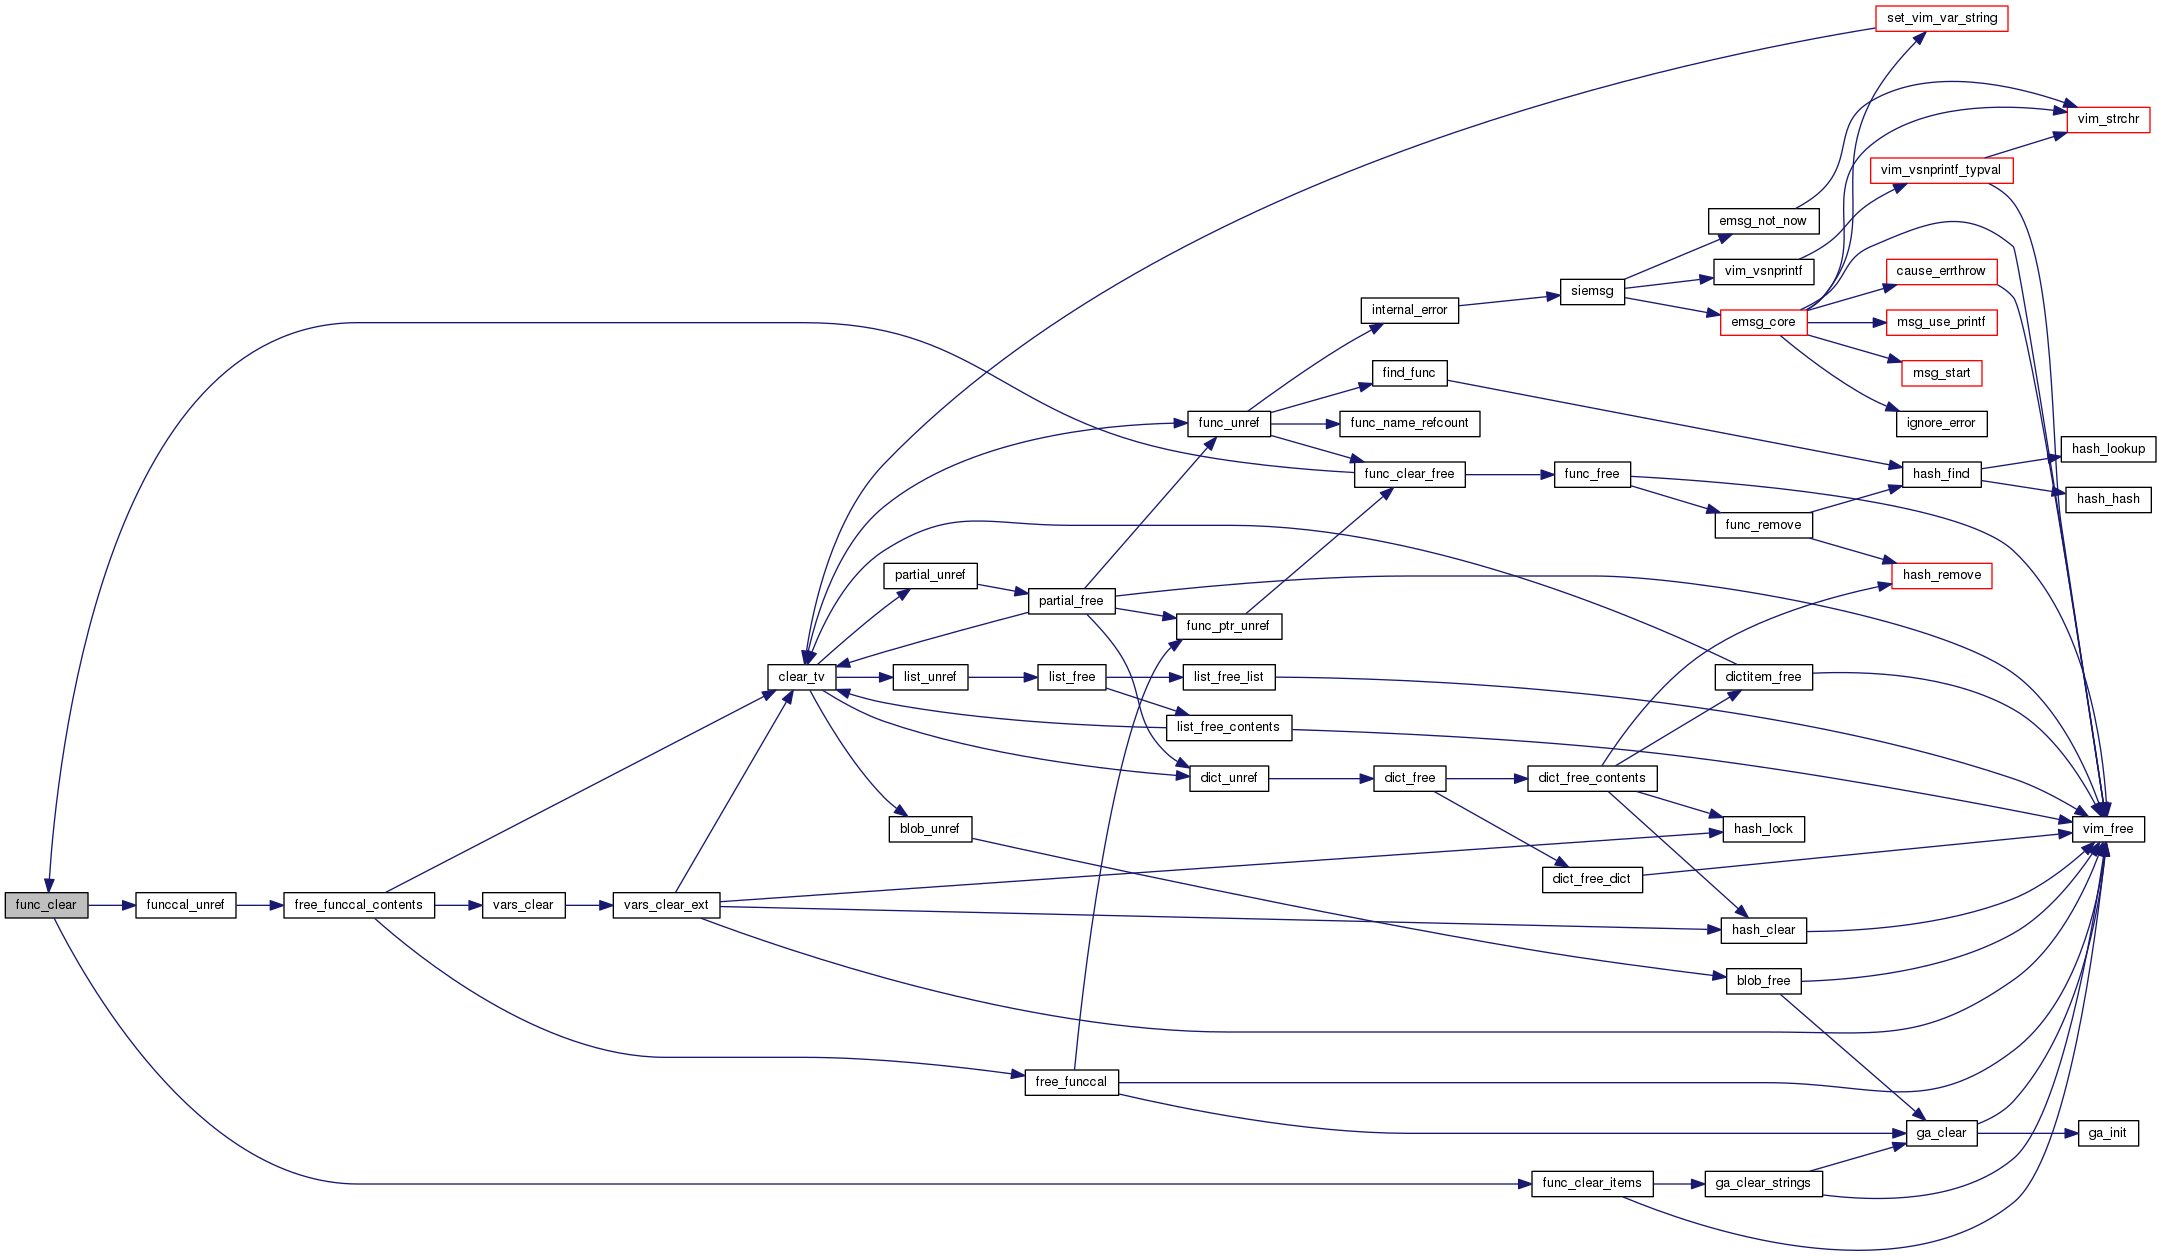 set_vim_var_string
vim_strchr
vim_vsnprintf_typval
emsg_not_now
vim_vsnprintf
cause_errthrow
siemsg
internal_error
emsg_core
msg_use_printf
find_func
msg_start
func_unref
func_name_refcount
ignore_error
hash_lookup
func_clear_free
func_free
hash_find
hash_hash
func_remove
partial_unref
hash_remove
partial_free
func_ptr_unref
clear_tv
list_unref
list_free
list_free_list
dictitem_free
list_free_contents
dict_unref
dict_free
dict_free_contents
blob_unref
hash_lock
vim_free
dict_free_dict
func_clear
funccal_unref
free_funccal_contents
vars_clear
vars_clear_ext
hash_clear
blob_free
free_funccal
ga_clear
ga_init
func_clear_items
ga_clear_strings